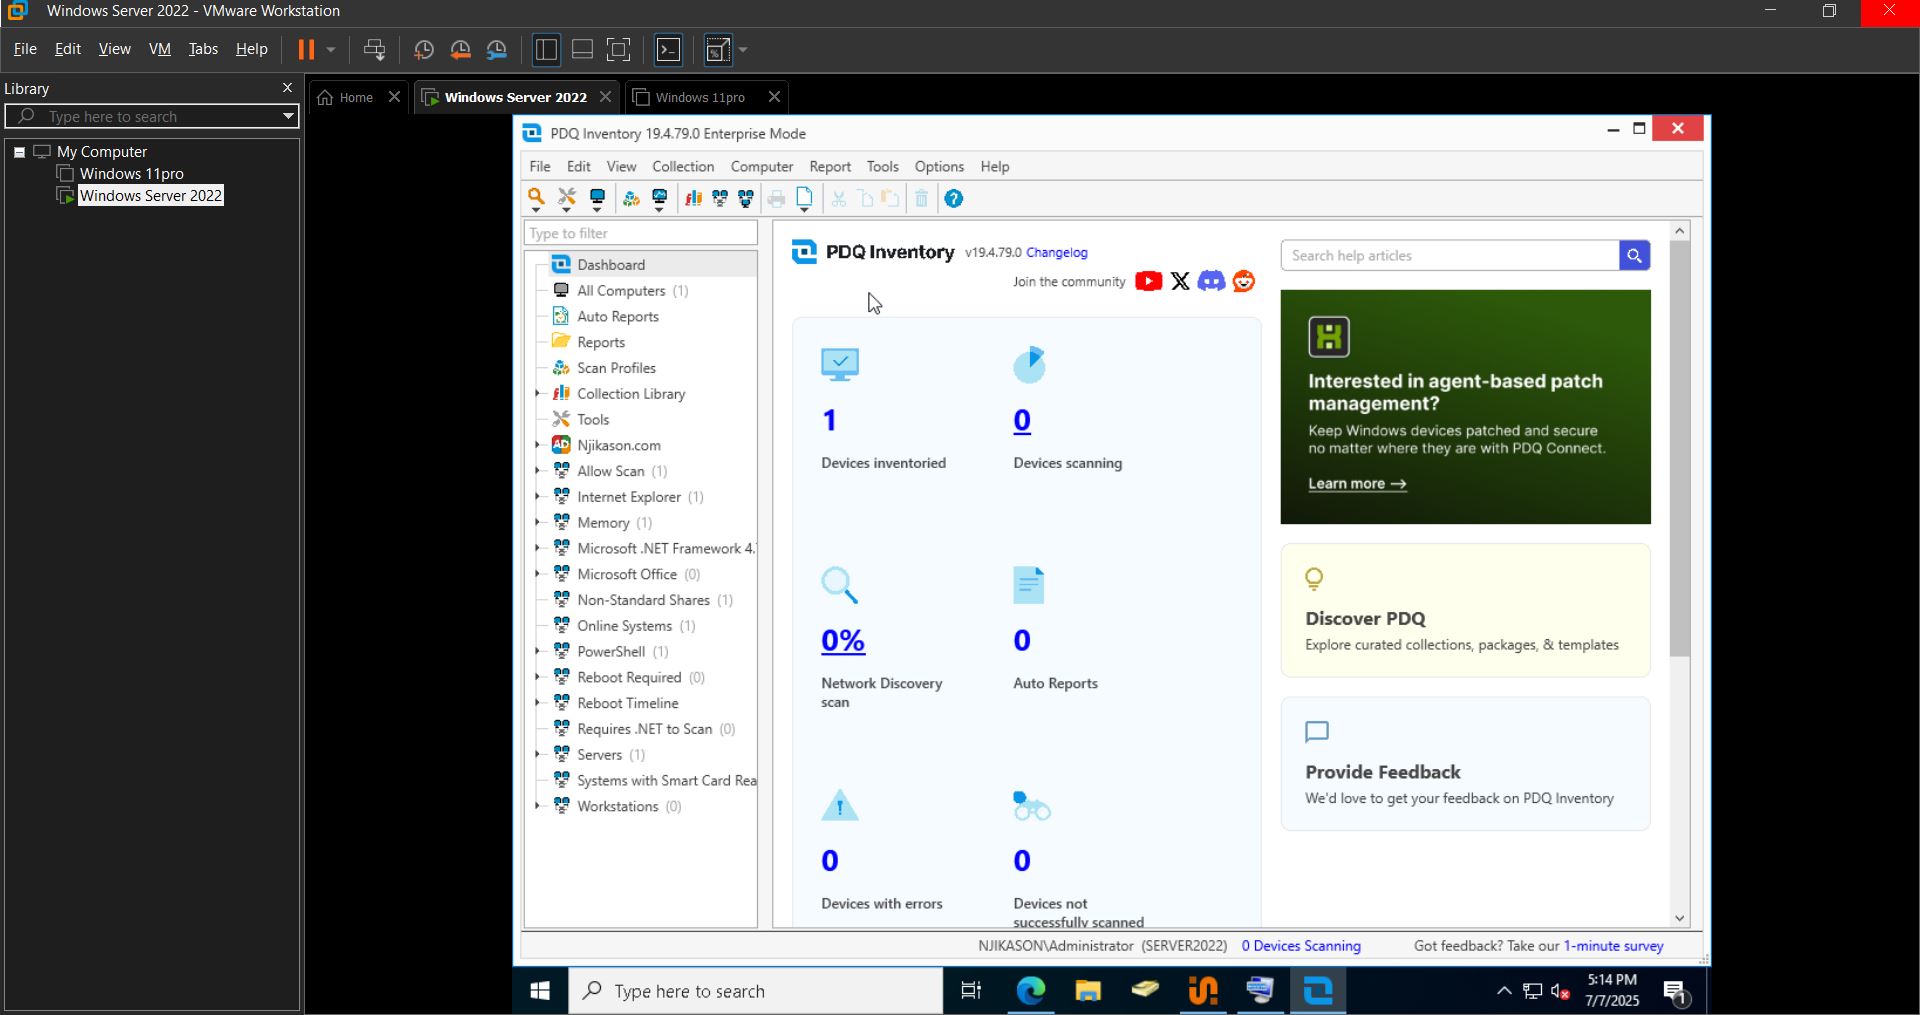 Windows Server 2022 - VMware Workstation
File Edit View VM Tabs Help
Library
Type here to search
My Computer
Windows 11pro
Windows Server 2022
Home
Windows Server 2022
Windows 11pro
PDQ Inventory 19.4.79.0 Enterprise Mode
File Edit View Collection Computer Report Tools Options Help
Type to filter
Dashboard
All Computers (1)
Auto Reports
Reports
Scan Profiles
Collection Library
Tools
AD Njikason.com
Allow Scan (1)
Internet Explorer (1)
Memory (1)
Microsoft .NET Framework 4.
Microsoft Office (0)
Non-Standard Shares (1)
Online Systems (1)
PowerShell (1)
Reboot Required (0)
Reboot Timeline
Requires .NET to Scan (0)
Servers (1)
Systems with Smart Card Rea
Workstations (0)
PDQ Inventory v19.4.79.0 Changelog
Join the community
1
Devices inventoried
0
Devices scanning
0%
Network Discovery
scan
0
Auto Reports
0
Devices with errors
0
Devices not
successfully scanned
Search help articles
Interested in agent-based patch
management?
Keep Windows devices patched and secure
no matter where they are with PDQ Connect.
Learn more →
Discover PDQ
Explore curated collections, packages, & templates
Provide Feedback
We'd love to get your feedback on PDQ Inventory
NJIKASON\Administrator (SERVER2022) 0 Devices Scanning Got feedback? Take our 1-minute survey
Type here to search
5:14 PM
7/7/2025
1